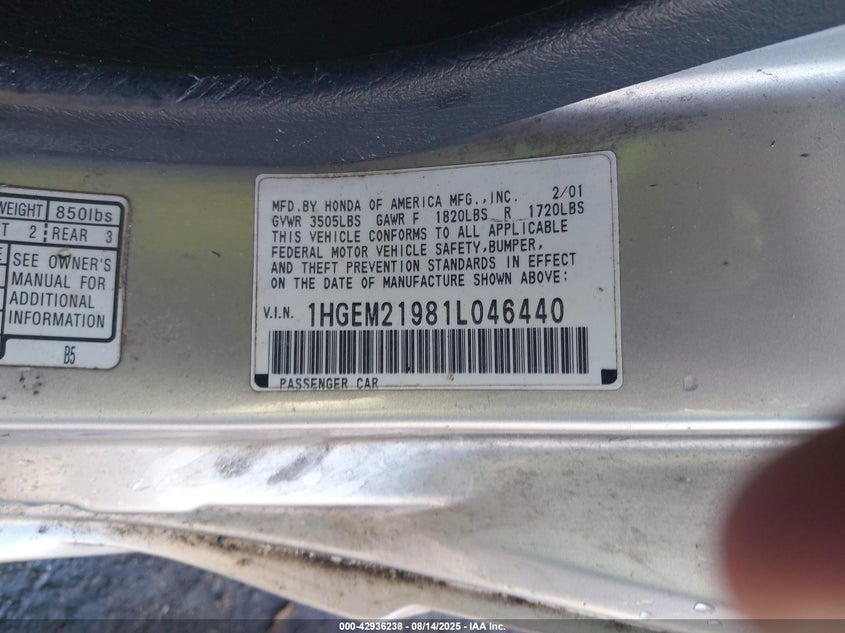 WEIGHT 850lbs
2 REAR 3
SEE OWNER'S
MANUAL FOR
ADDITIONAL
INFORMATION
B5
MFD.BY HONDA OF AMERICA MFG.,INC. 2/01
GVWR 3505LBS GAWR F 1820LBS R 1720LBS
THIS VEHICLE CONFORMS TO ALL APPLICABLE
FEDERAL MOTOR VEHICLE SAFETY,BUMPER,
AND THEFT PREVENTION STANDARDS IN EFFECT
ON THE DATE OF MANUFACTURE SHOWN ABOVE:
V.I.N. 1HGEM21981L046440
PASSENGER CAR
000-42936238 - 08/14/2025 - IAA Inc.